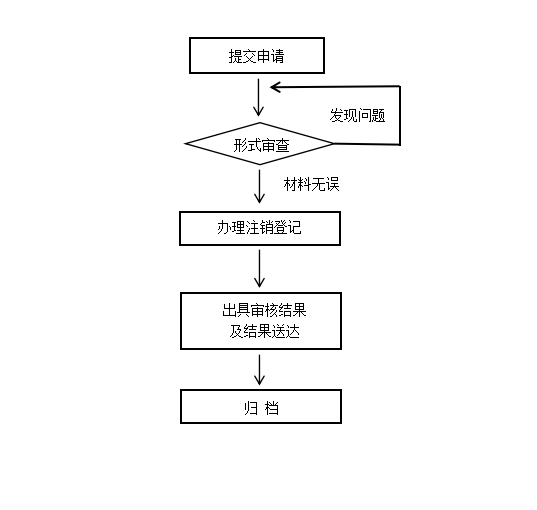 提交申请
发现问题
形式审查
材料无误
办理注销登记
出具审核结果
及结果送达
归 档